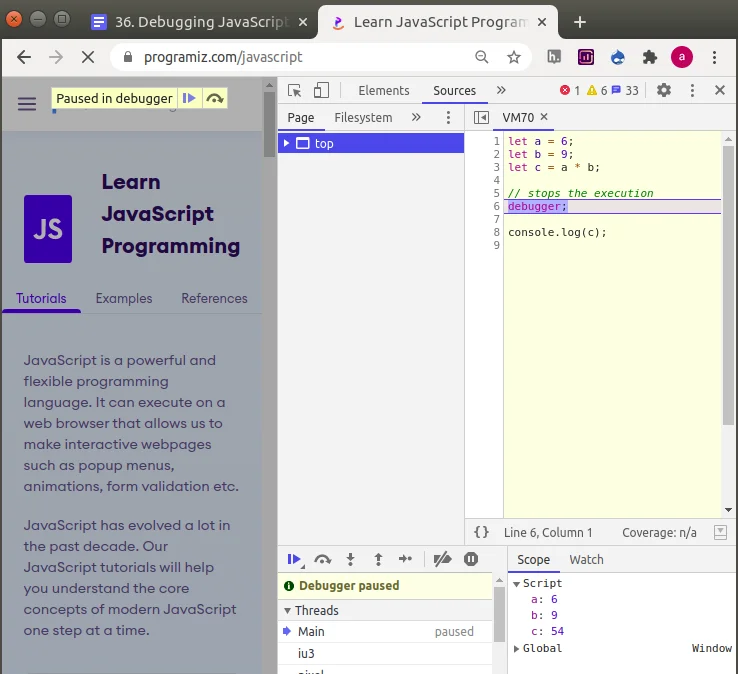 36. Debugging JavaScript
Learn JavaScript Program
programiz.com/javascript
h.
a
Paused in debugger
Elements
Sources
1
6
33
Page
Filesystem
VM70
top
1 let a = 6;
2 let b = 9;
3 let c = a * b;
4
5 // stops the execution
6 debugger;
7
8 console.log(c);
9
JS
Learn
JavaScript
Programming
Tutorials
Examples
References
JavaScript is a powerful and
flexible programming
language. It can execute on a
web browser that allows us to
make interactive webpages
such as popup menus,
animations, form validation etc.
JavaScript has evolved a lot in
the past decade. Our
JavaScript tutorials will help
you understand the core
concepts of modern JavaScript
one step at a time.
{} Line 6, Column 1
Coverage: n/a
Debugger paused
Threads
Main
paused
iu3
Scope
Watch
Script
a: 6
b: 9
c: 54
Global
Window